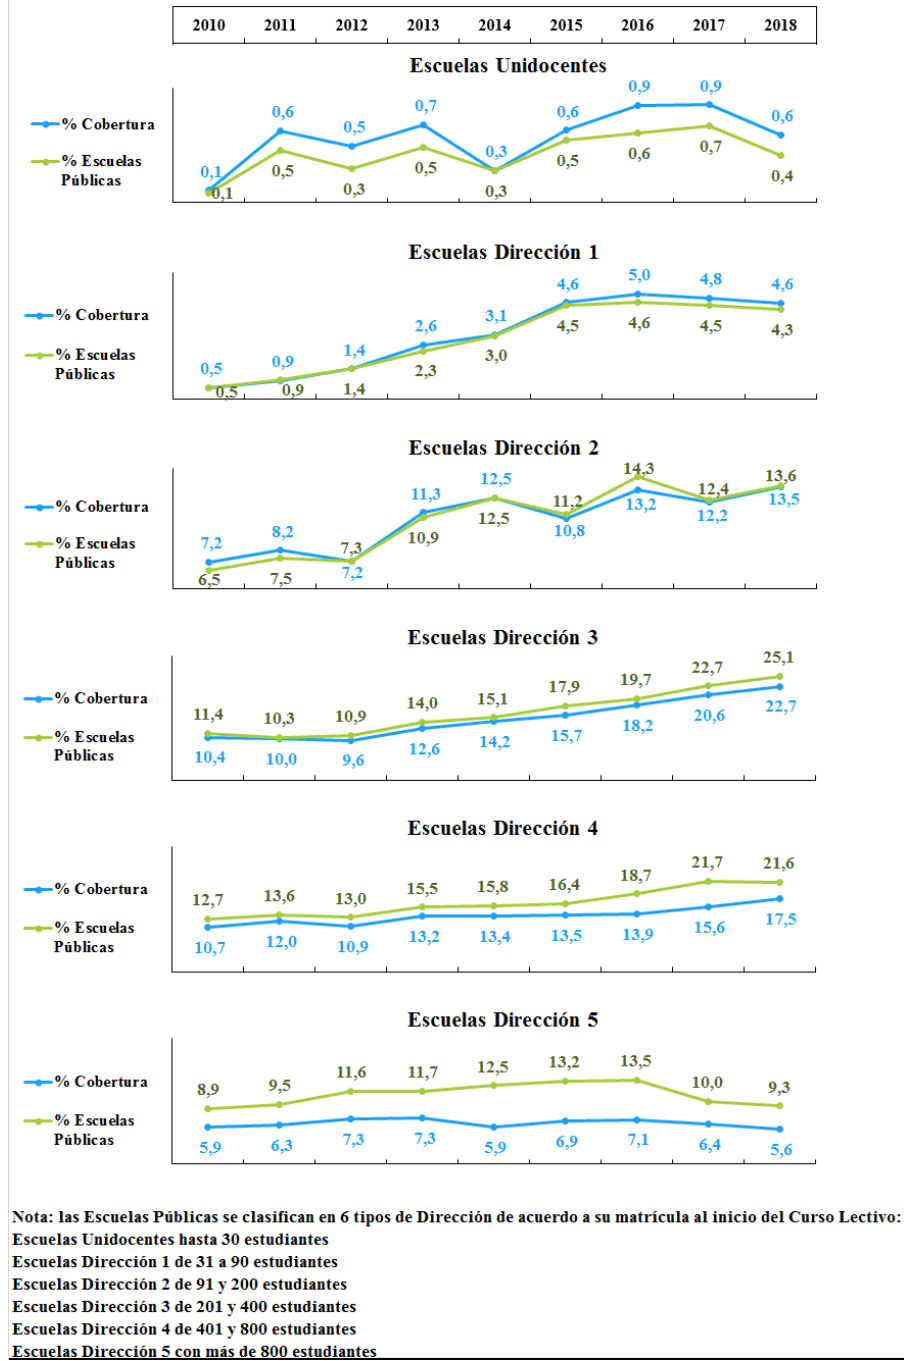 2010 2011 2012 2013 2014 2015 2016 2017 2018
Escuelas Unidocentes
% Cobertura
% Escuelas
Públicas
0,1 0,6 0,5 0,7 0,3 0,6 0,9 0,9 0,6
0,1 0,5 0,3 0,5 0,3 0,5 0,6 0,7 0,4
Escuelas Dirección 1
% Cobertura
% Escuelas
Públicas
0,5 0,9 1,4 2,6 3,1 4,6 5,0 4,8 4,6
0,5 0,9 1,4 2,3 3,0 4,5 4,6 4,5 4,3
Escuelas Dirección 2
% Cobertura
% Escuelas
Públicas
7,2 8,2 7,2 11,3 12,5 10,8 13,2 12,2 13,5
6,5 7,5 7,3 10,9 12,5 11,2 14,3 12,4 13,6
Escuelas Dirección 3
% Cobertura
% Escuelas
Públicas
11,4 10,3 10,9 14,0 15,1 17,9 19,7 22,7 25,1
10,4 10,0 9,6 12,6 14,2 15,7 18,2 20,6 22,7
Escuelas Dirección 4
% Cobertura
% Escuelas
Públicas
12,7 13,6 13,0 15,5 15,8 16,4 18,7 21,7 21,6
10,7 12,0 10,9 13,2 13,4 13,5 13,9 15,6 17,5
Escuelas Dirección 5
% Cobertura
% Escuelas
Públicas
8,9 9,5 11,6 11,7 12,5 13,2 13,5 10,0 9,3
5,9 6,3 7,3 7,3 5,9 6,9 7,1 6,4 5,6
Nota: las Escuelas Públicas se clasifican en 6 tipos de Dirección de acuerdo a su matrícula al inicio del Curso Lectivo:
Escuelas Unidocentes hasta 30 estudiantes
Escuelas Dirección 1 de 31 a 90 estudiantes
Escuelas Dirección 2 de 91 y 200 estudiantes
Escuelas Dirección 3 de 201 y 400 estudiantes
Escuelas Dirección 4 de 401 y 800 estudiantes
Escuelas Dirección 5 con más de 800 estudiantes